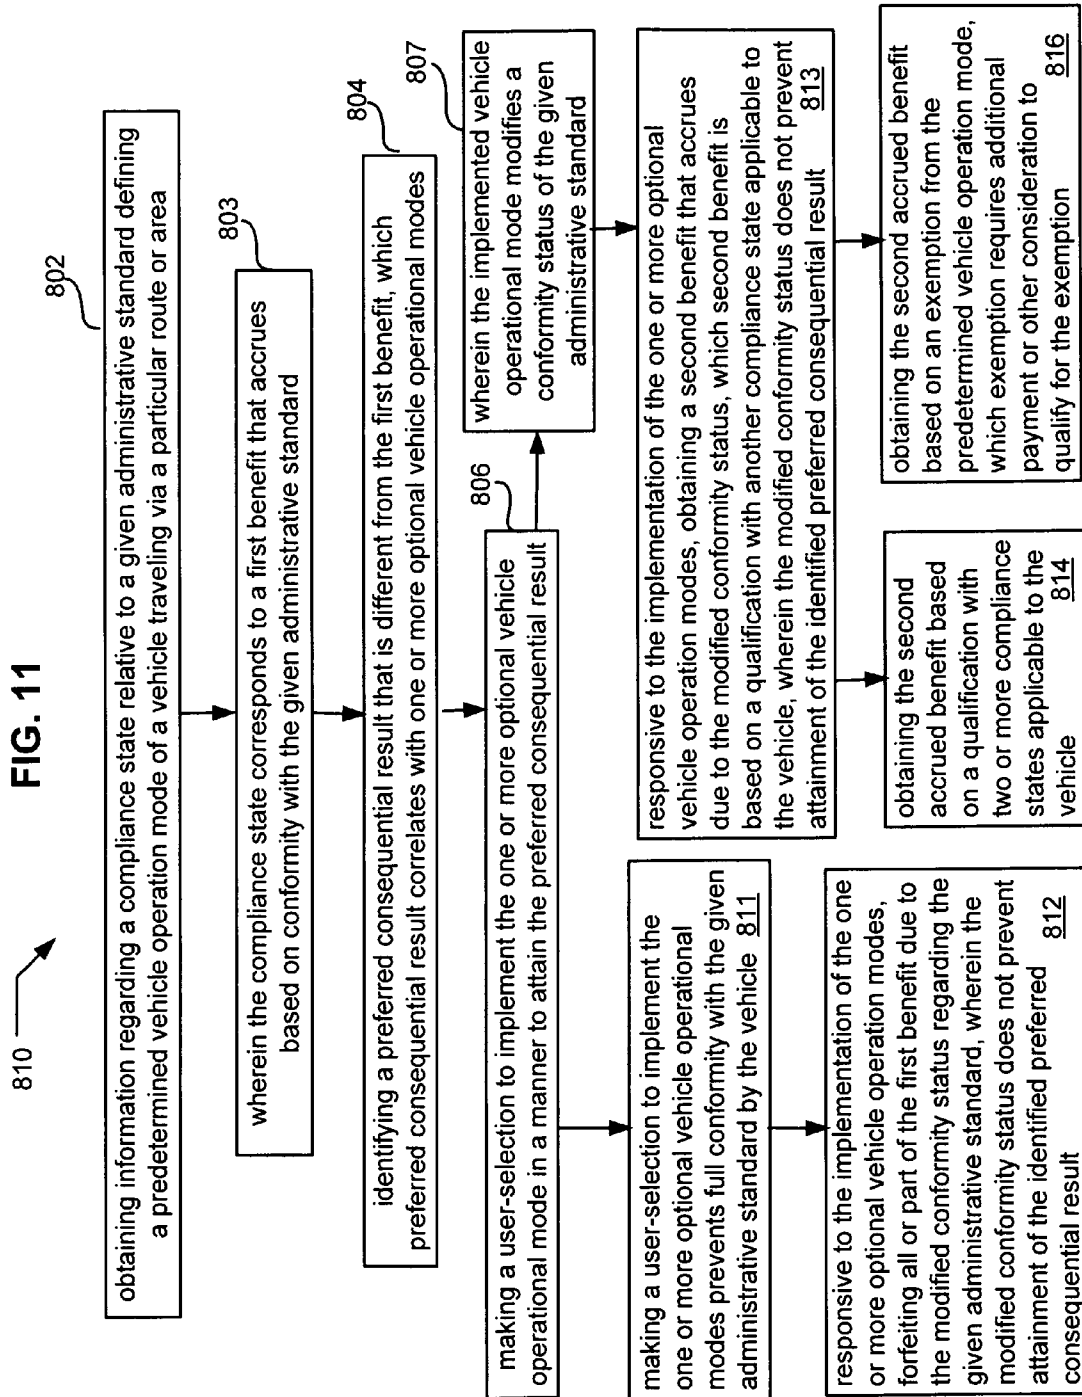 FIG. 11
810
802
obtaining information regarding a compliance state relative to a given administrative standard defining
a predetermined vehicle operation mode of a vehicle traveling via a particular route or area
803
wherein the compliance state corresponds to a first benefit that accrues
based on conformity with the given administrative standard
804
identifying a preferred consequential result that is different from the first benefit, which
preferred consequential result correlates with one or more optional vehicle operational modes
806
making a user-selection to implement the one or more optional vehicle
operational mode in a manner to attain the preferred consequential result
807
wherein the implemented vehicle
operational mode modifies a
conformity status of the given
administrative standard
making a user-selection to implement the
one or more optional vehicle operational
modes prevents full conformity with the given
administrative standard by the vehicle 811
responsive to the implementation of the one
or more optional vehicle operation modes,
forfeiting all or part of the first benefit due to
the modified conformity status regarding the
given administrative standard, wherein the
modified conformity status does not prevent
attainment of the identified preferred
consequential result 812
responsive to the implementation of the one or more optional
vehicle operation modes, obtaining a second benefit that accrues
due to the modified conformity status, which second benefit is
based on a qualification with another compliance state applicable to
the vehicle, wherein the modified conformity status does not prevent
attainment of the identified preferred consequential result 813
obtaining the second
accrued benefit based
on a qualification with
two or more compliance
states applicable to the
vehicle 814
obtaining the second accrued benefit
based on an exemption from the
predetermined vehicle operation mode,
which exemption requires additional
payment or other consideration to
qualify for the exemption 816